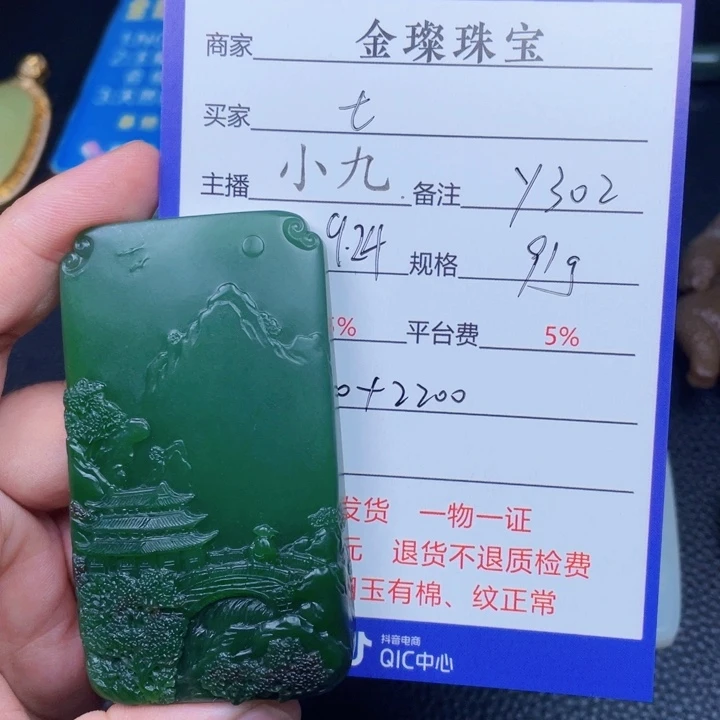 商家 金璨珠宝
买家 七
主播 小九 备注 Y302
9.24 规格 91g
5% 平台费 5%
0+2200
发货 一物一证
元 退货不退质检费
玉有棉、纹正常
抖音电商
QIC中心